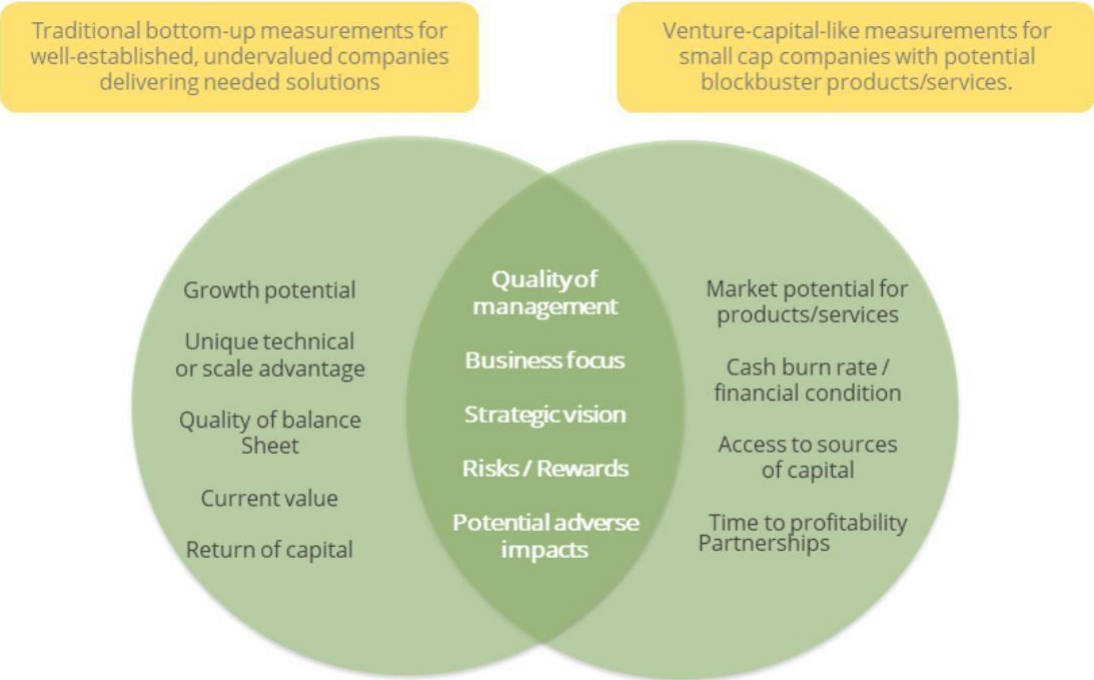 Traditional bottom-up measurements for
well-established, undervalued companies
delivering needed solutions
Venture-capital-like measurements for
small cap companies with potential
blockbuster products/services.
Growth potential
Unique technical
or scale advantage
Quality of balance
Sheet
Current value
Return of capital
Quality of
management
Business focus
Strategic vision
Risks / Rewards
Potential adverse
impacts
Market potential for
products/services
Cash burn rate /
financial condition
Access to sources
of capital
Time to profitability
Partnerships